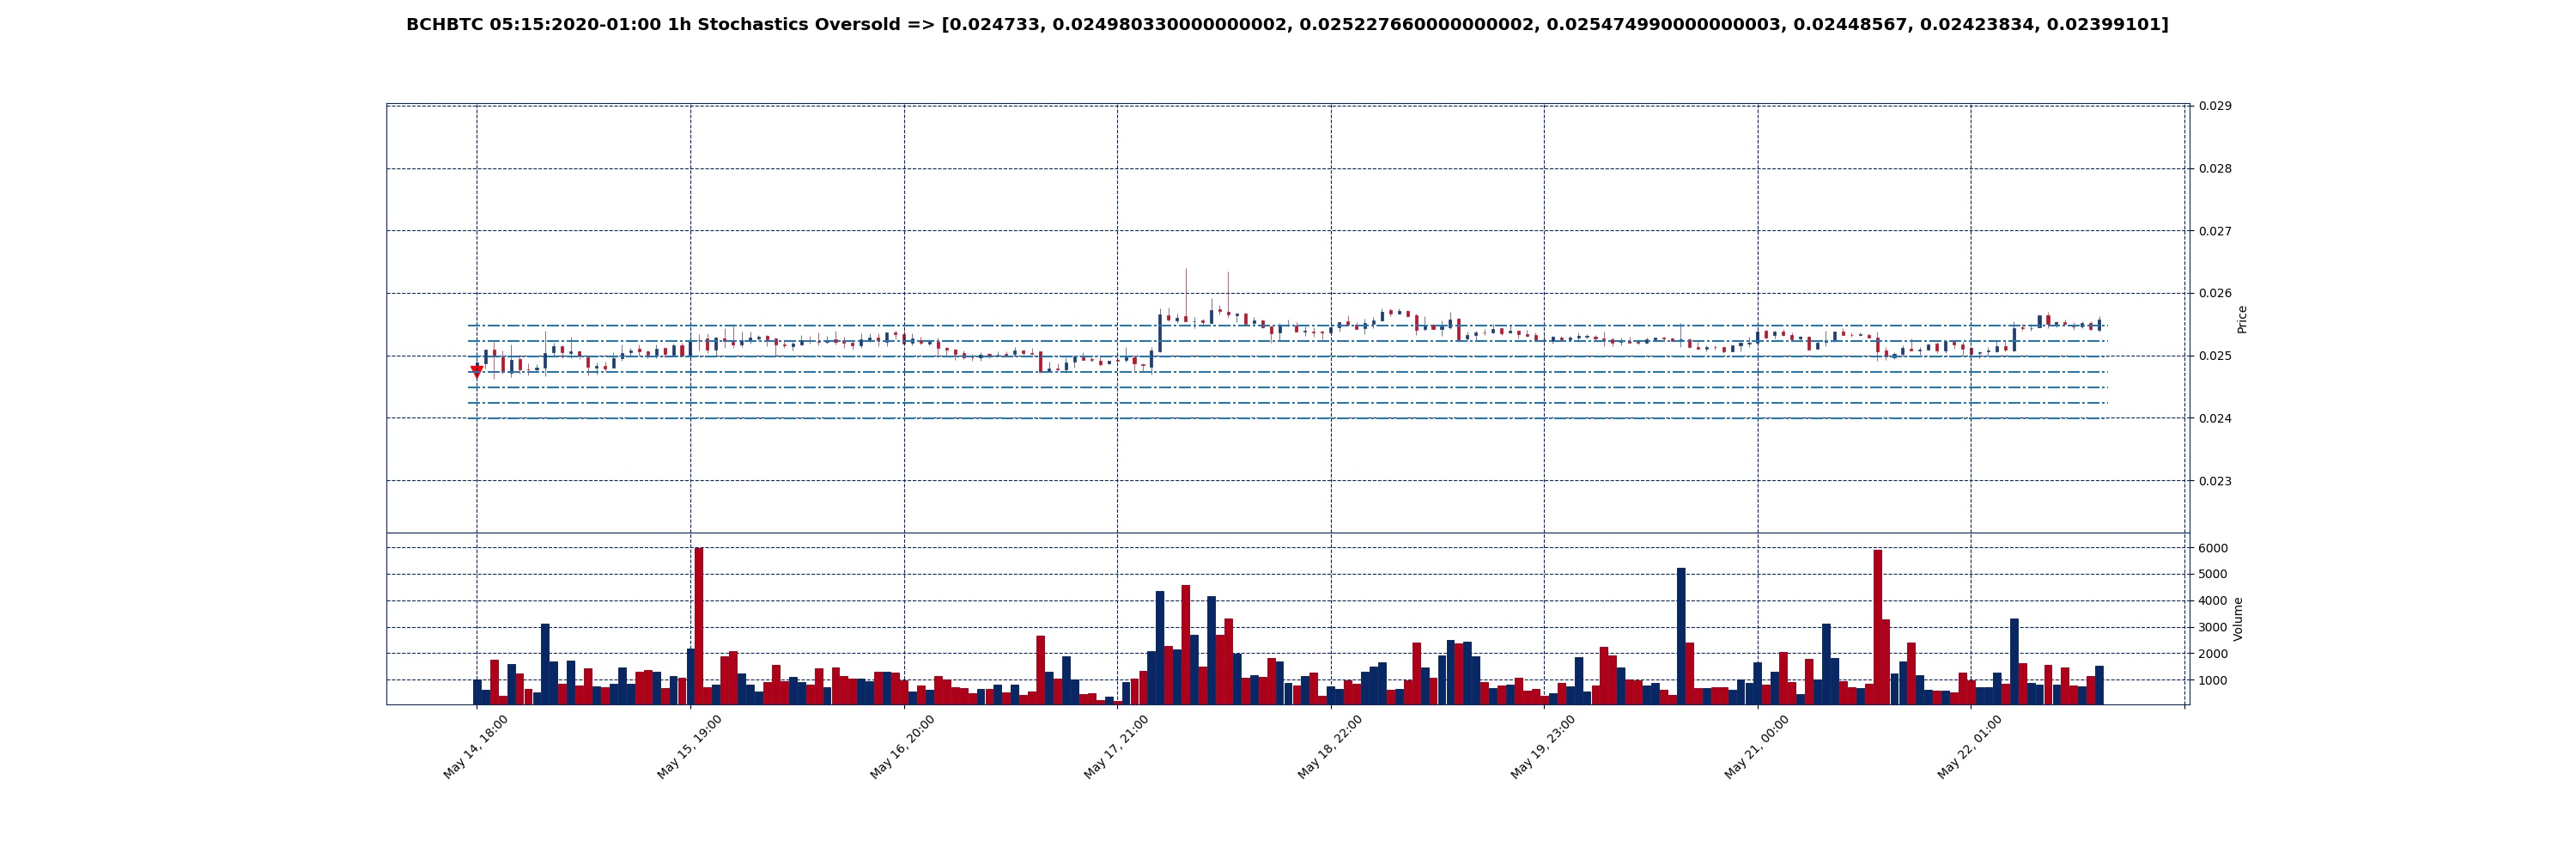 BCHBTC 05:15:2020-01:00 1h Stochastics Oversold => [0.024733, 0.024980330000000002, 0.025227660000000002, 0.025474990000000003, 0.02448567, 0.02423834, 0.02399101]
0.029
0.028
0.027
0.026
0.025
0.024
0.023
Price
6000
5000
4000
3000
2000
1000
Volume
May 14, 18:00
May 15, 19:00
May 16, 20:00
May 17, 21:00
May 18, 22:00
May 19, 23:00
May 21, 00:00
May 22, 01:00